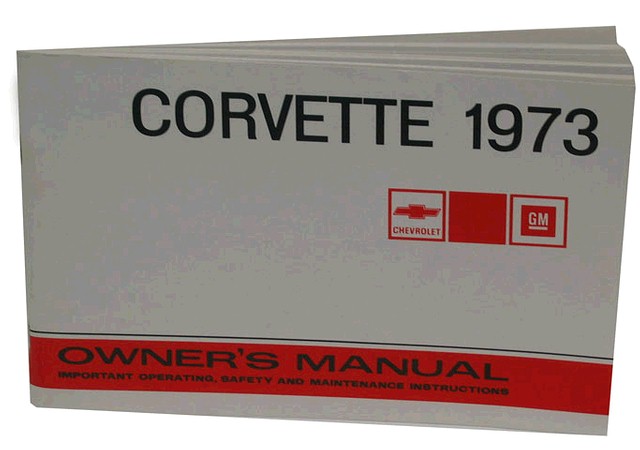 CORVETTE 1973
CHEVROLET
GM
OWNER'S MANUAL
IMPORTANT OPERATING, SAFETY AND MAINTENANCE INSTRUCTIONS